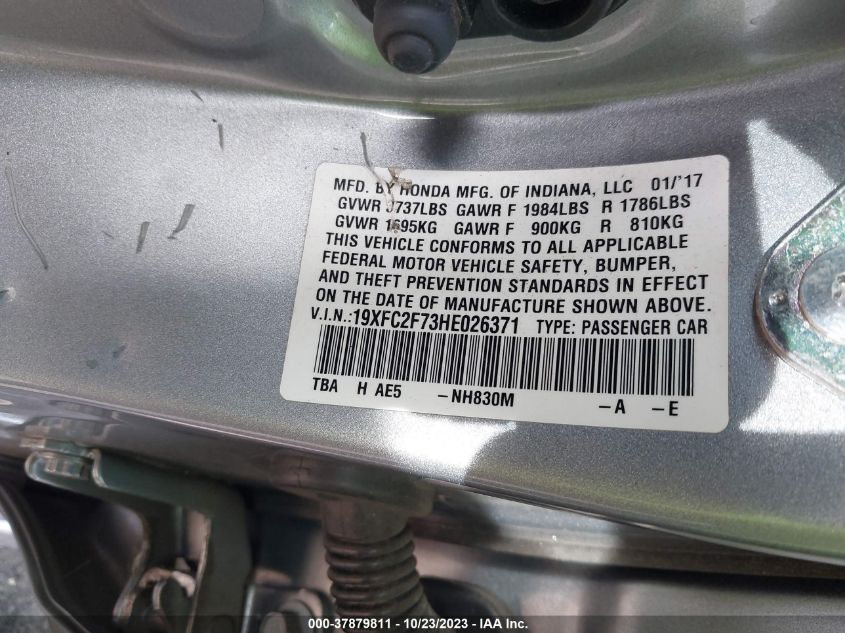 MFD. BY HONDA MFG. OF INDIANA, LLC 01/'17
GVWR 3737LBS GAWR F 1984LBS R 1786LBS
GVWR 1695KG GAWR F 900KG R 810KG
THIS VEHICLE CONFORMS TO ALL APPLICABLE
FEDERAL MOTOR VEHICLE SAFETY, BUMPER,
AND THEFT PREVENTION STANDARDS IN EFFECT
ON THE DATE OF MANUFACTURE SHOWN ABOVE.
V.I.N.:19XFC2F73HE026371 TYPE: PASSENGER CAR
TBA H AE5 -NH830M -A -E
000-37879811 - 10/23/2023 - IAA Inc.